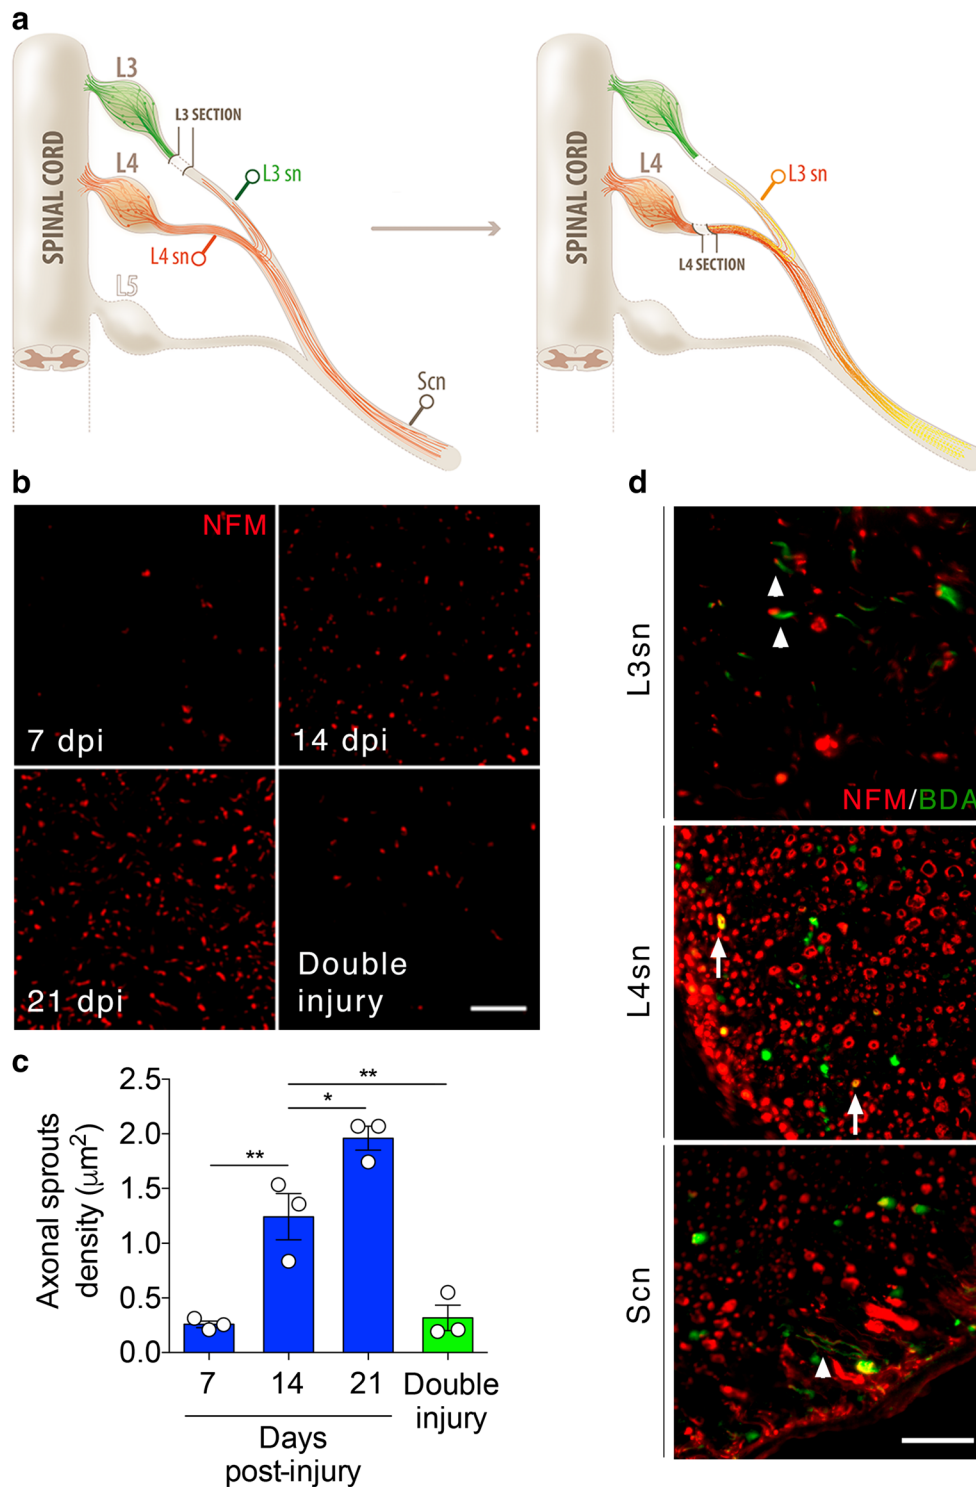 a
SPINAL CORD
L3
L3 SECTION
L3 sn
L4
L4 sn
L5
Scn
SPINAL CORD
L4
L3 sn
L4 SECTION
b
NFM
7 dpi
14 dpi
21 dpi
Double
injury
c
Axonal sprouts
density (μm²)
2.5
2.0
1.5
1.0
0.5
0.0
**
*
**
7
14
21
Double
injury
Days
post-injury
d
L3sn
NFM/BDA
L4sn
Scn